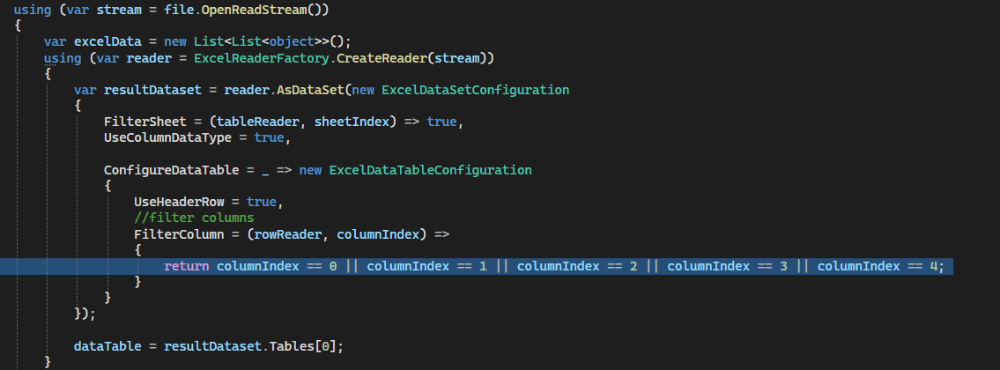 using (var stream = file.OpenReadStream())
{
    var excelData = new List<List<object>>();
    using (var reader = ExcelReaderFactory.CreateReader(stream))
    {
        var resultDataset = reader.AsDataSet(new ExcelDataSetConfiguration
        {
            FilterSheet = (tableReader, sheetIndex) => true,
            UseColumnDataType = true,

            ConfigureDataTable = _ => new ExcelDataTableConfiguration
            {
                UseHeaderRow = true,
                //filter columns
                FilterColumn = (rowReader, columnIndex) =>
                {
                    return columnIndex == 0 || columnIndex == 1 || columnIndex == 2 || columnIndex == 3 || columnIndex == 4;
                }
            }
        });

        dataTable = resultDataset.Tables[0];
    }